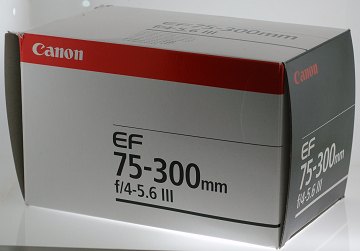 Canon
EF
75-300mm
f/4-5.6 III
Canon
EF
75-300mm
f/4-5.6 III